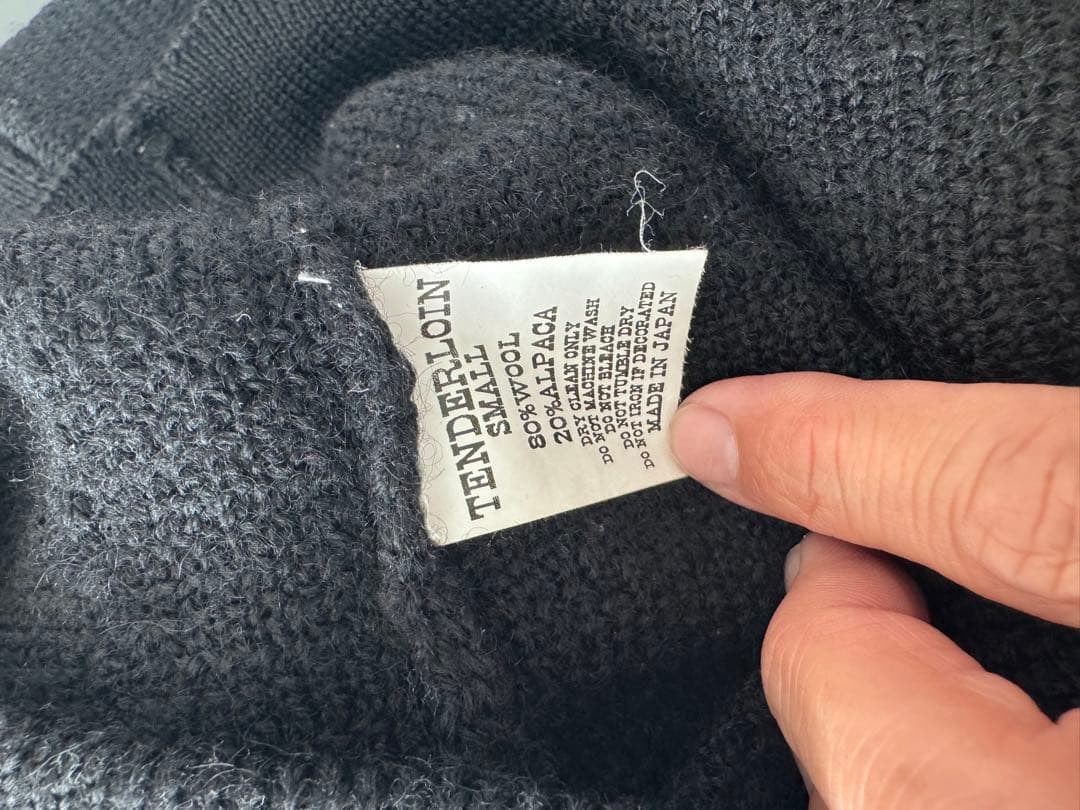 TENDERLOIN
SMALL
80%WOOL
20%ALPACA
DRY CLEAN ONLY
DO NOT MACHINE WASH
DO NOT BLEACH
DO NOT TUMBLE DRY
DO NOT IRON IF DECORATED
MADE IN JAPAN